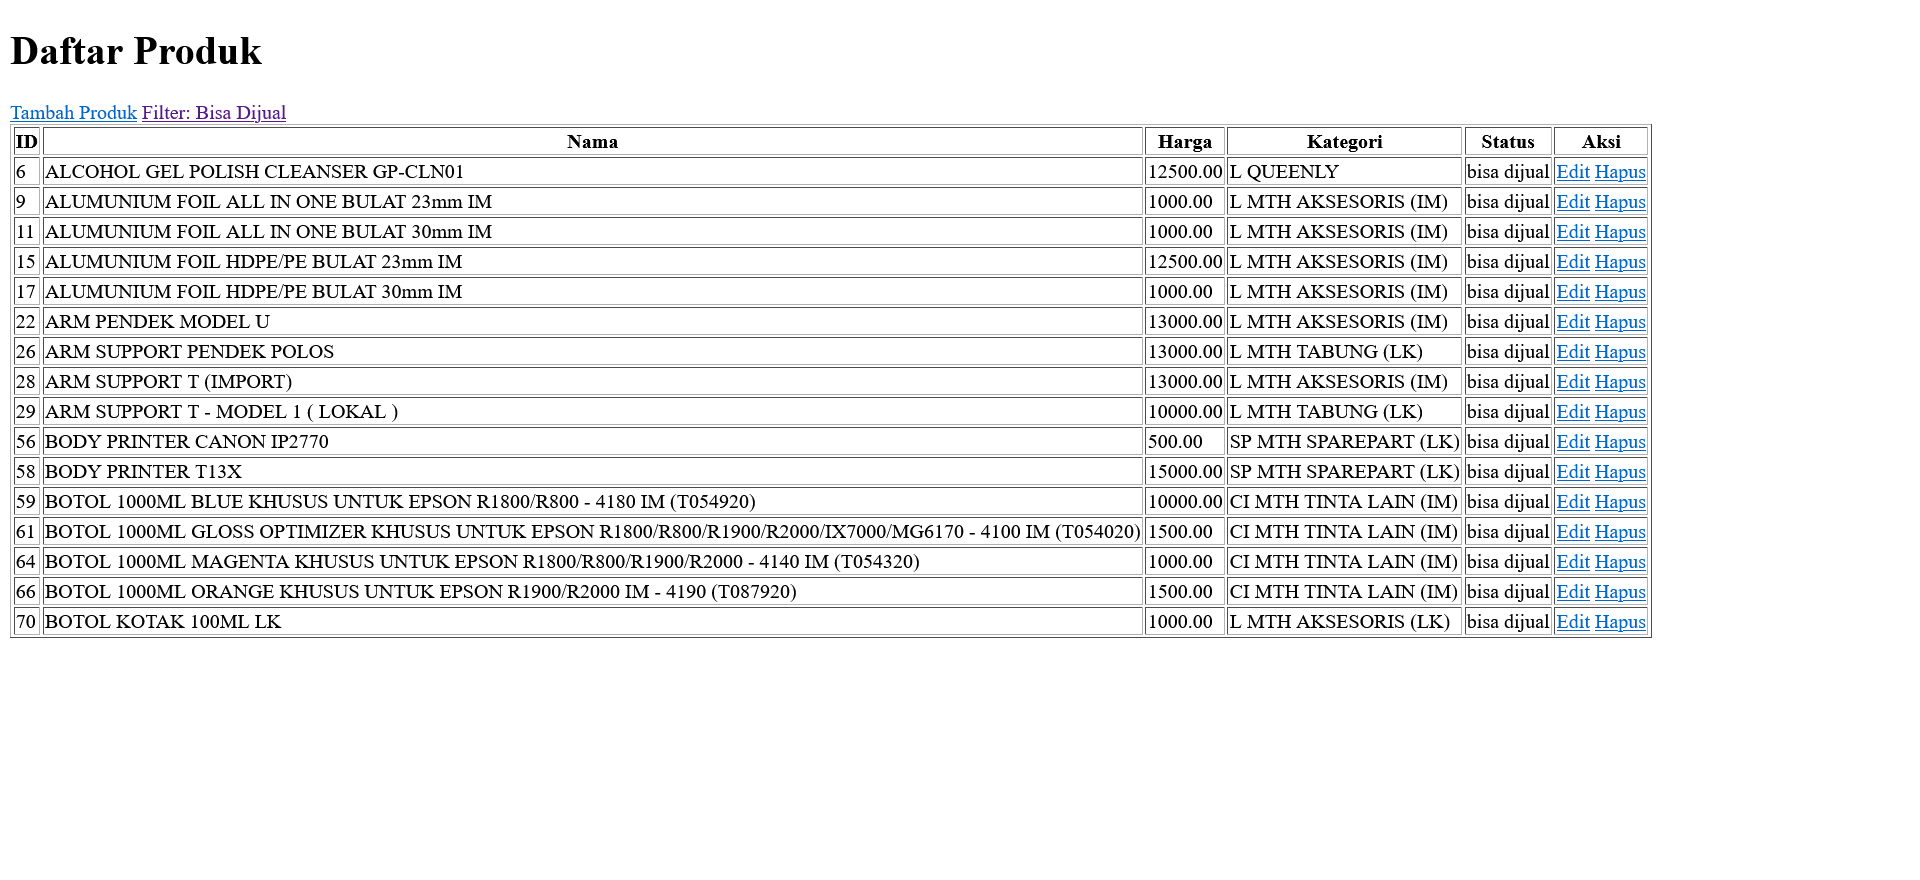 Daftar Produk
Tambah Produk Filter: Bisa Dijual
ID Nama Harga Kategori Status Aksi
6 ALCOHOL GEL POLISH CLEANSER GP-CLN01 12500.00 L QUEENLY bisa dijual Edit Hapus
9 ALUMUNIUM FOIL ALL IN ONE BULAT 23mm IM 1000.00 L MTH AKSESORIS (IM) bisa dijual Edit Hapus
11 ALUMUNIUM FOIL ALL IN ONE BULAT 30mm IM 1000.00 L MTH AKSESORIS (IM) bisa dijual Edit Hapus
15 ALUMUNIUM FOIL HDPE/PE BULAT 23mm IM 12500.00 L MTH AKSESORIS (IM) bisa dijual Edit Hapus
17 ALUMUNIUM FOIL HDPE/PE BULAT 30mm IM 1000.00 L MTH AKSESORIS (IM) bisa dijual Edit Hapus
22 ARM PENDEK MODEL U 13000.00 L MTH AKSESORIS (IM) bisa dijual Edit Hapus
26 ARM SUPPORT PENDEK POLOS 13000.00 L MTH TABUNG (LK) bisa dijual Edit Hapus
28 ARM SUPPORT T (IMPORT) 13000.00 L MTH AKSESORIS (IM) bisa dijual Edit Hapus
29 ARM SUPPORT T - MODEL 1 ( LOKAL ) 10000.00 L MTH TABUNG (LK) bisa dijual Edit Hapus
56 BODY PRINTER CANON IP2770 500.00 SP MTH SPAREPART (LK) bisa dijual Edit Hapus
58 BODY PRINTER T13X 15000.00 SP MTH SPAREPART (LK) bisa dijual Edit Hapus
59 BOTOL 1000ML BLUE KHUSUS UNTUK EPSON R1800/R800 - 4180 IM (T054920) 10000.00 CI MTH TINTA LAIN (IM) bisa dijual Edit Hapus
61 BOTOL 1000ML GLOSS OPTIMIZER KHUSUS UNTUK EPSON R1800/R800/R1900/R2000/IX7000/MG6170 - 4100 IM (T054020) 1500.00 CI MTH TINTA LAIN (IM) bisa dijual Edit Hapus
64 BOTOL 1000ML MAGENTA KHUSUS UNTUK EPSON R1800/R800/R1900/R2000 - 4140 IM (T054320) 1000.00 CI MTH TINTA LAIN (IM) bisa dijual Edit Hapus
66 BOTOL 1000ML ORANGE KHUSUS UNTUK EPSON R1900/R2000 IM - 4190 (T087920) 1500.00 CI MTH TINTA LAIN (IM) bisa dijual Edit Hapus
70 BOTOL KOTAK 100ML LK 1000.00 L MTH AKSESORIS (LK) bisa dijual Edit Hapus